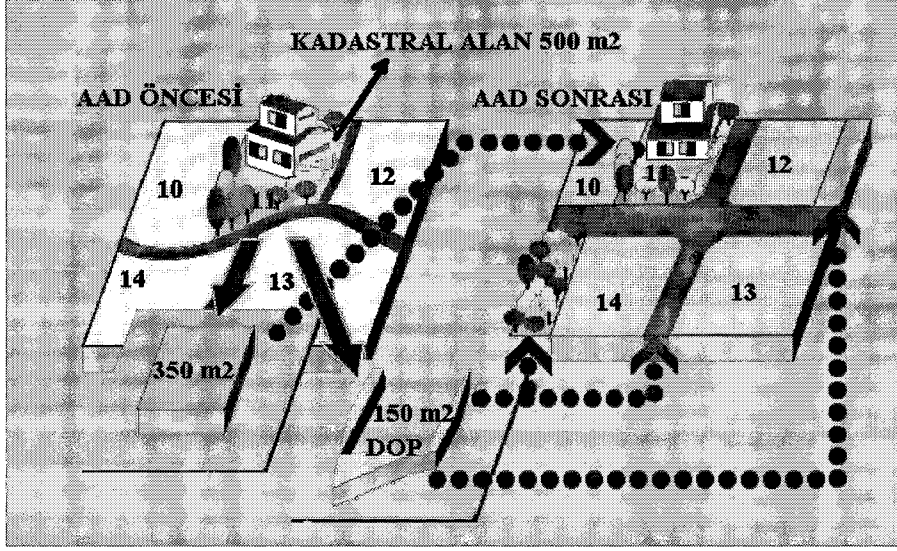 KADASTRAL ALAN 500 m2
AAD ÖNCESİ
AAD SONRASI
10
11
12
14
13
350 m2
150 m2
DOP
10
11
12
14
13